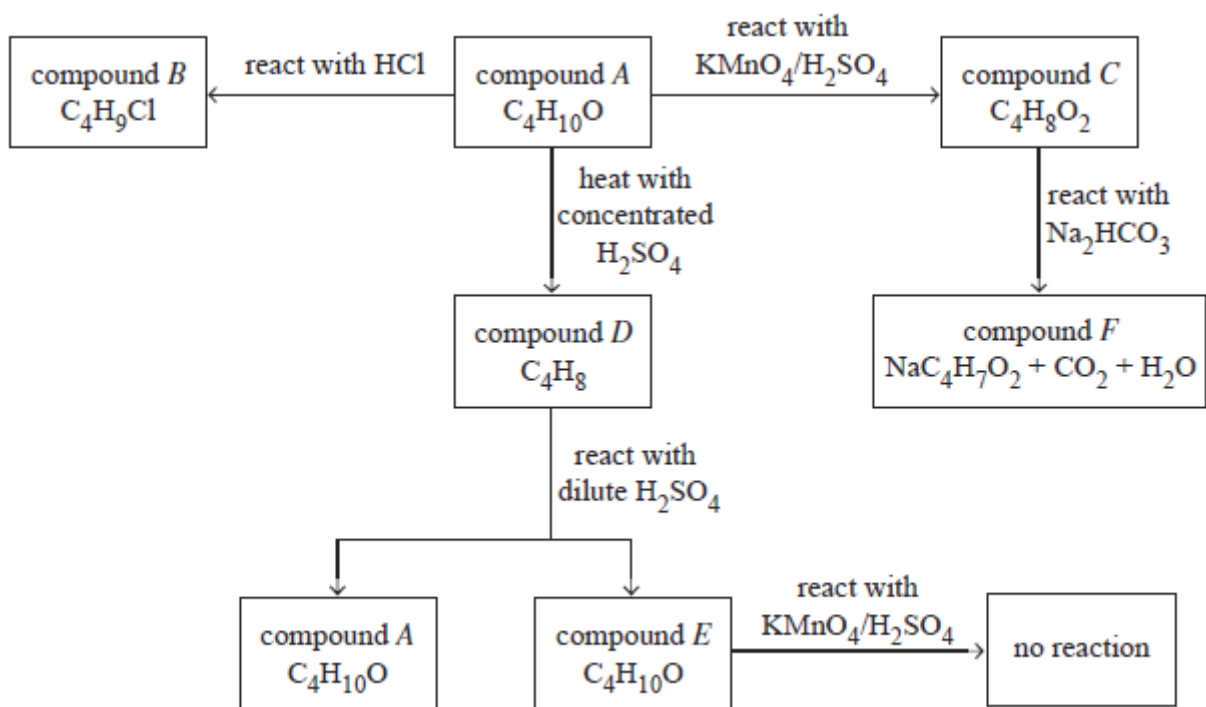 compound B
C₄H₉Cl
react with HCl
compound A
C₄H₁₀O
react with
KMnO₄/H₂SO₄
compound C
C₄H₈O₂
heat with
concentrated
H₂SO₄
react with
Na₂HCO₃
compound D
C₄H₈
compound F
NaC₄H₇O₂ + CO₂ + H₂O
react with
dilute H₂SO₄
compound A
C₄H₁₀O
compound E
C₄H₁₀O
react with
KMnO₄/H₂SO₄
no reaction